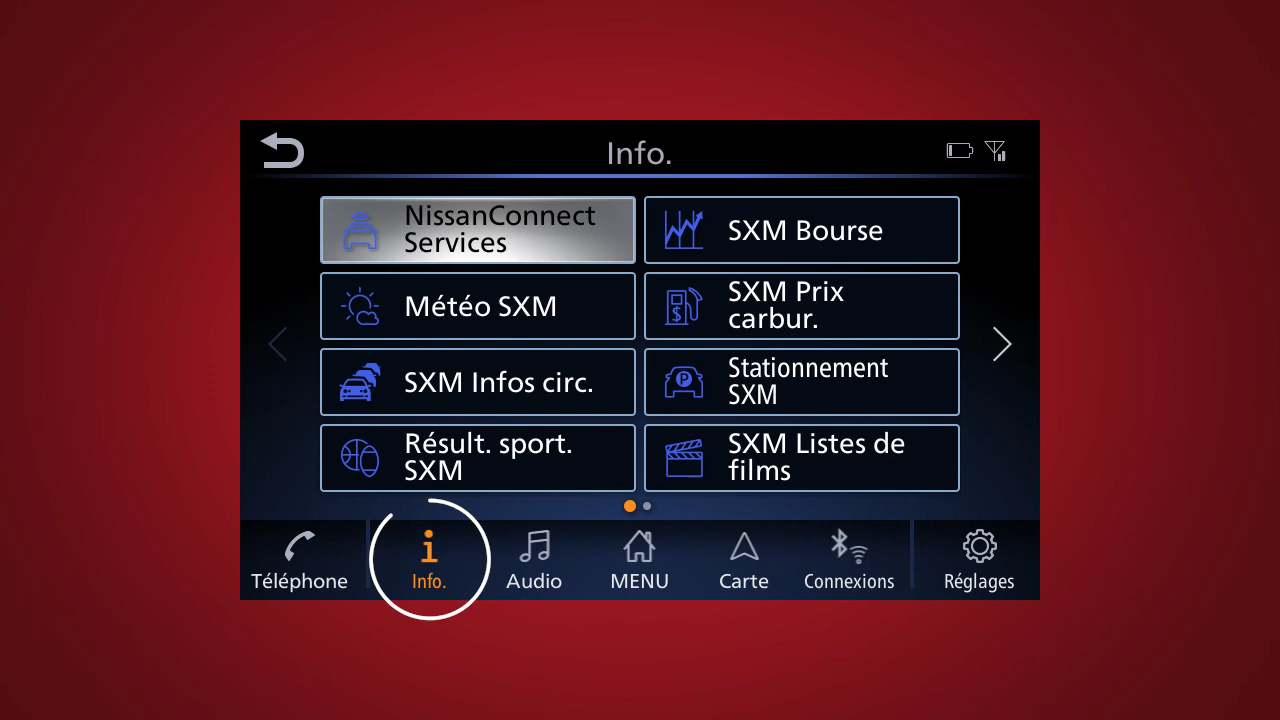 Info.
NissanConnect
Services
SXM Bourse
Météo SXM
SXM Prix
carbur.
SXM Infos circ.
Stationnement
SXM
Résult. sport.
SXM
SXM Listes de
films
Téléphone
Info.
Audio
MENU
Carte
Connexions
Réglages